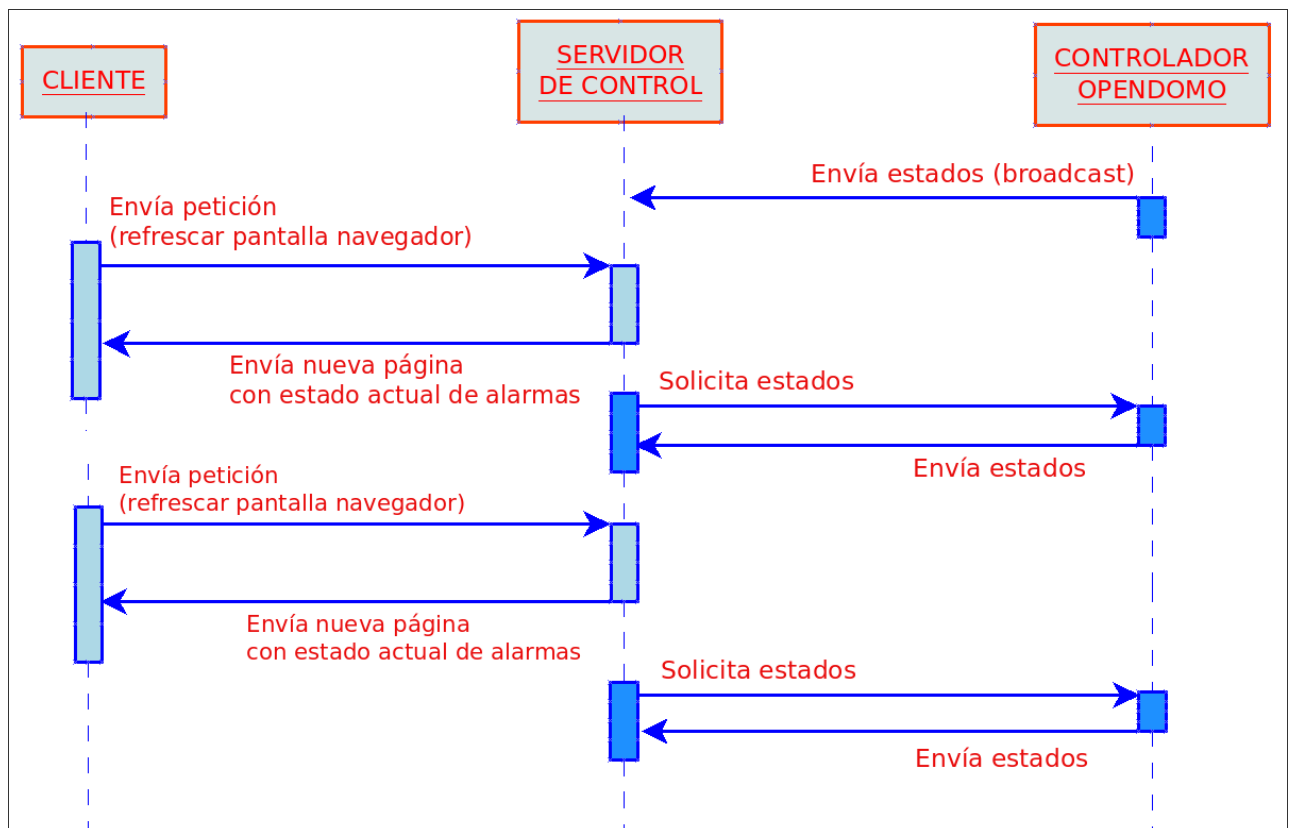 CLIENTE
SERVIDOR
DE CONTROL
CONTROLADOR
OPENDOMO
Envía estados (broadcast)
Envía petición
(refrescar pantalla navegador)
Envía nueva página
con estado actual de alarmas
Solicita estados
Envía estados
Envía petición
(refrescar pantalla navegador)
Envía nueva página
con estado actual de alarmas
Solicita estados
Envía estados